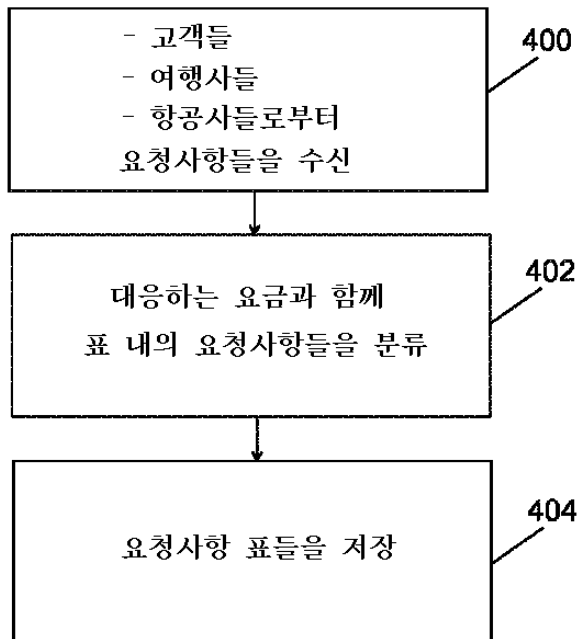 - 고객들
- 여행사들
- 항공사들로부터
요청사항들을 수신
400
대응하는 요금과 함께
표 내의 요청사항들을 분류
402
요청사항 표들을 저장
404